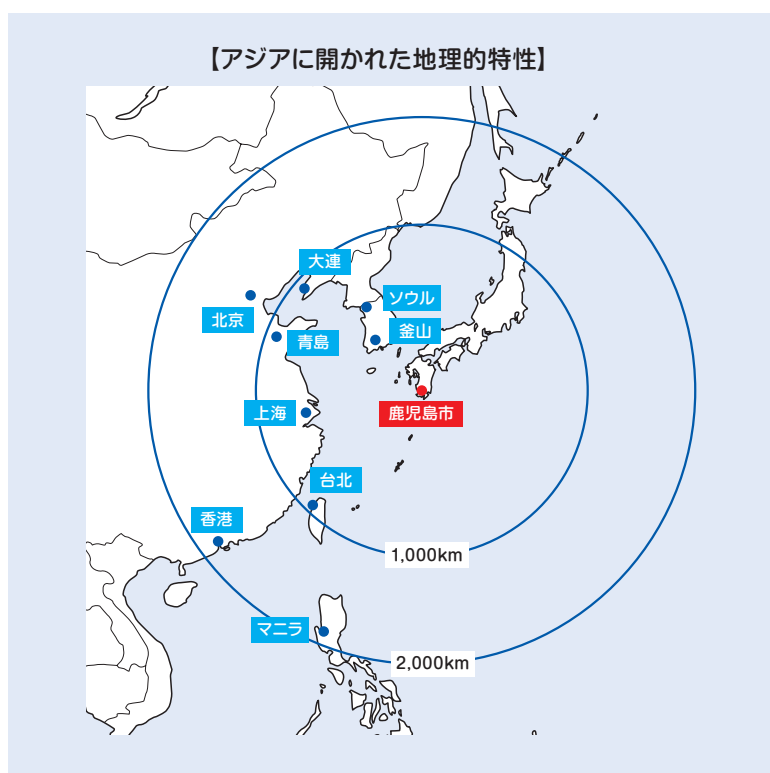 【アジアに開かれた地理的特性】
大連
ソウル
北京
釜山
青島
上海
鹿児島市
台北
香港
1,000km
マニラ
2,000km